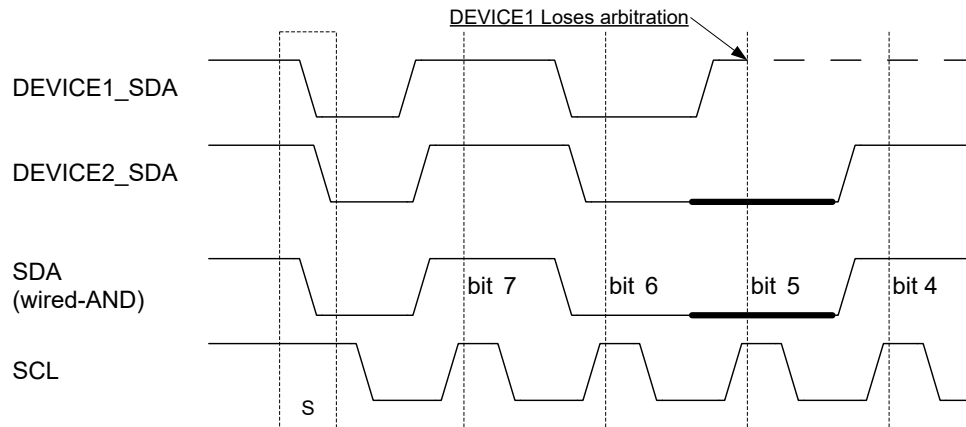 DEVICE1 Loses arbitration
DEVICE1_SDA
DEVICE2_SDA
SDA
(wired-AND)
bit 7
bit 6
bit 5
bit 4
SCL
S